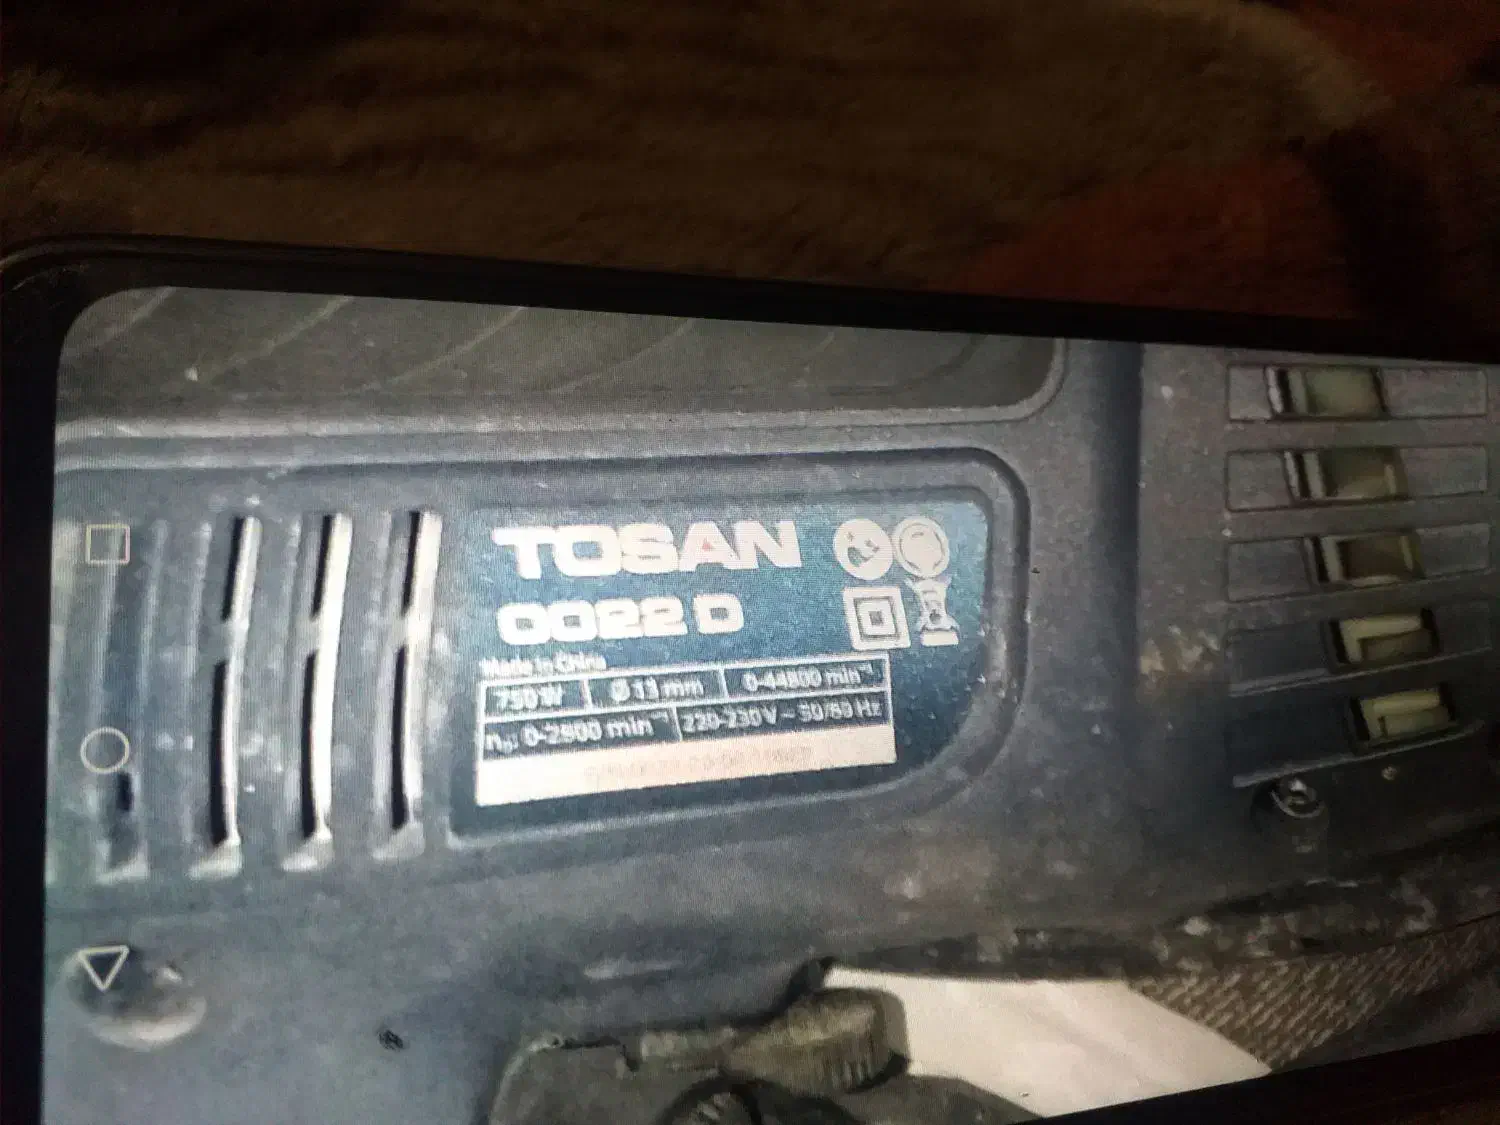 TOSAN
0022 D
Made in China
750 W Ø 13 mm 0-44800 min⁻¹
n₀: 0-2900 min⁻¹ 220-230 V ~ 50/60 Hz